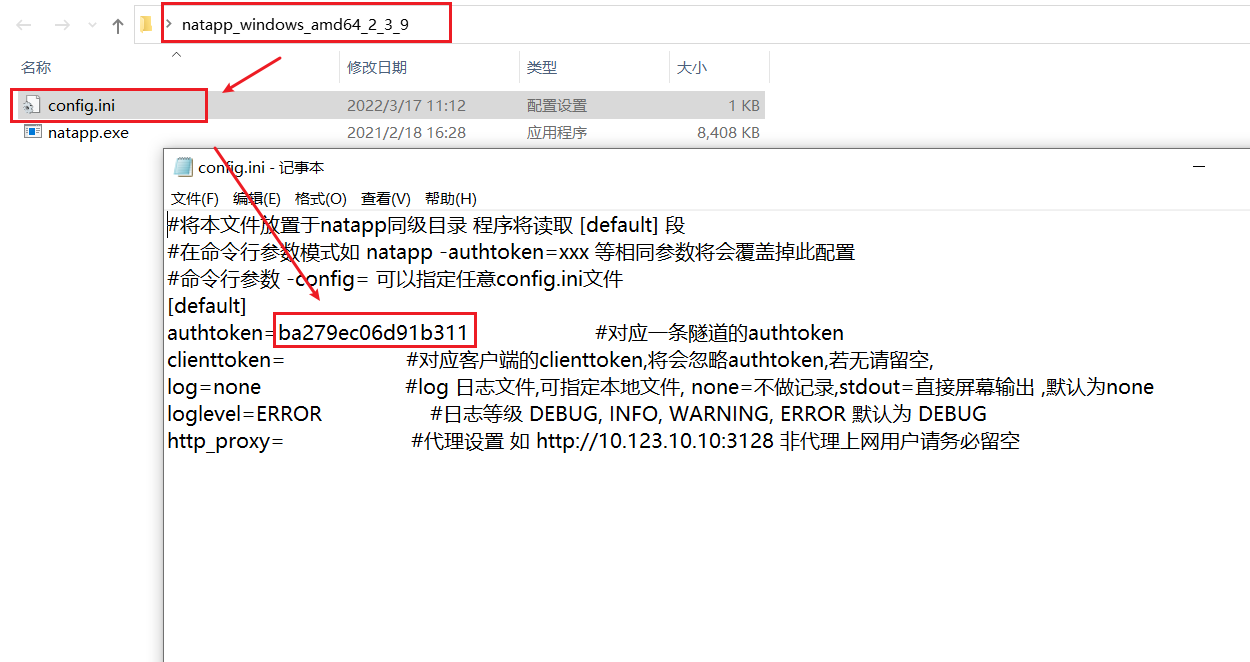 natapp_windows_amd64_2_3_9
名称 修改日期 类型 大小
config.ini 2022/3/17 11:12 配置设置 1 KB
natapp.exe 2021/2/18 16:28 应用程序 8,408 KB
config.ini - 记事本
文件(F) 编辑(E) 格式(O) 查看(V) 帮助(H)
#将本文件放置于natapp同级目录 程序将读取 [default] 段
#在命令行参数模式如 natapp -authtoken=xxx 等相同参数将会覆盖掉此配置
#命令行参数 -config= 可以指定任意config.ini文件
[default]
authtoken=ba279ec06d91b311 #对应一条隧道的authtoken
clienttoken= #对应客户端的clienttoken,将会忽略authtoken,若无请留空,
log=none #log 日志文件,可指定本地文件, none=不做记录,stdout=直接屏幕输出 ,默认为none
loglevel=ERROR #日志等级 DEBUG, INFO, WARNING, ERROR 默认为 DEBUG
http_proxy= #代理设置 如 http://10.123.10.10:3128 非代理上网用户请务必留空